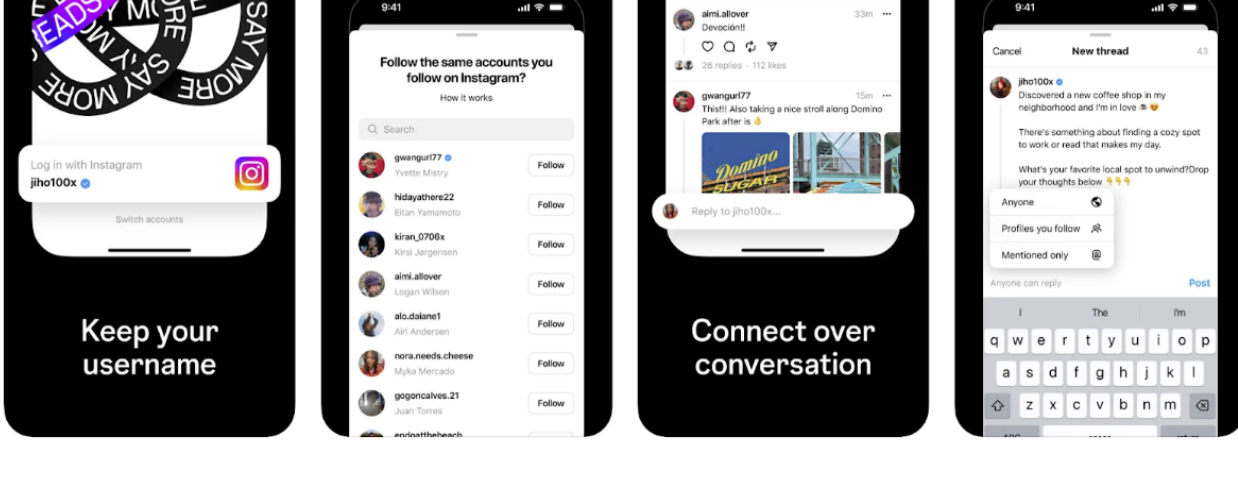 READS
SAY MORE
SAY MORE
SAY MORE
Log in with Instagram
jiho100x
Switch accounts
Keep your
username
9:41
Follow the same accounts you
follow on Instagram?
How it works
Search
gwangurl77
Yvette Mistry
Follow
hidayathere22
Eitan Yamamoto
Follow
kiran_0706x
Kirsi Jørgensen
Follow
aimi.allover
Logan Wilson
Follow
alo.daiane1
Airi Andersen
Follow
nora.needs.cheese
Myka Mercado
Follow
gogoncalves.21
Juan Torres
Follow
endoatthebeach
aimi.allover
33m
Devoción!!
26 replies · 112 likes
gwangurl77
15m
This!!! Also taking a nice stroll along Domino
Park after is 👌
Domino
SUGAR
Reply to jiho100x...
Connect over
conversation
9:41
Cancel
New thread
43
jiho100x
Discovered a new coffee shop in my
neighborhood and I'm in love ☕ 😍
There's something about finding a cozy spot
to work or read that makes my day.
What's your favorite local spot to unwind?Drop
your thoughts below 👇👇👇
Anyone
Profiles you follow
Mentioned only
Anyone can reply
Post
I The I'm
q w e r t y u i o p
a s d f g h j k l
z x c v b n m